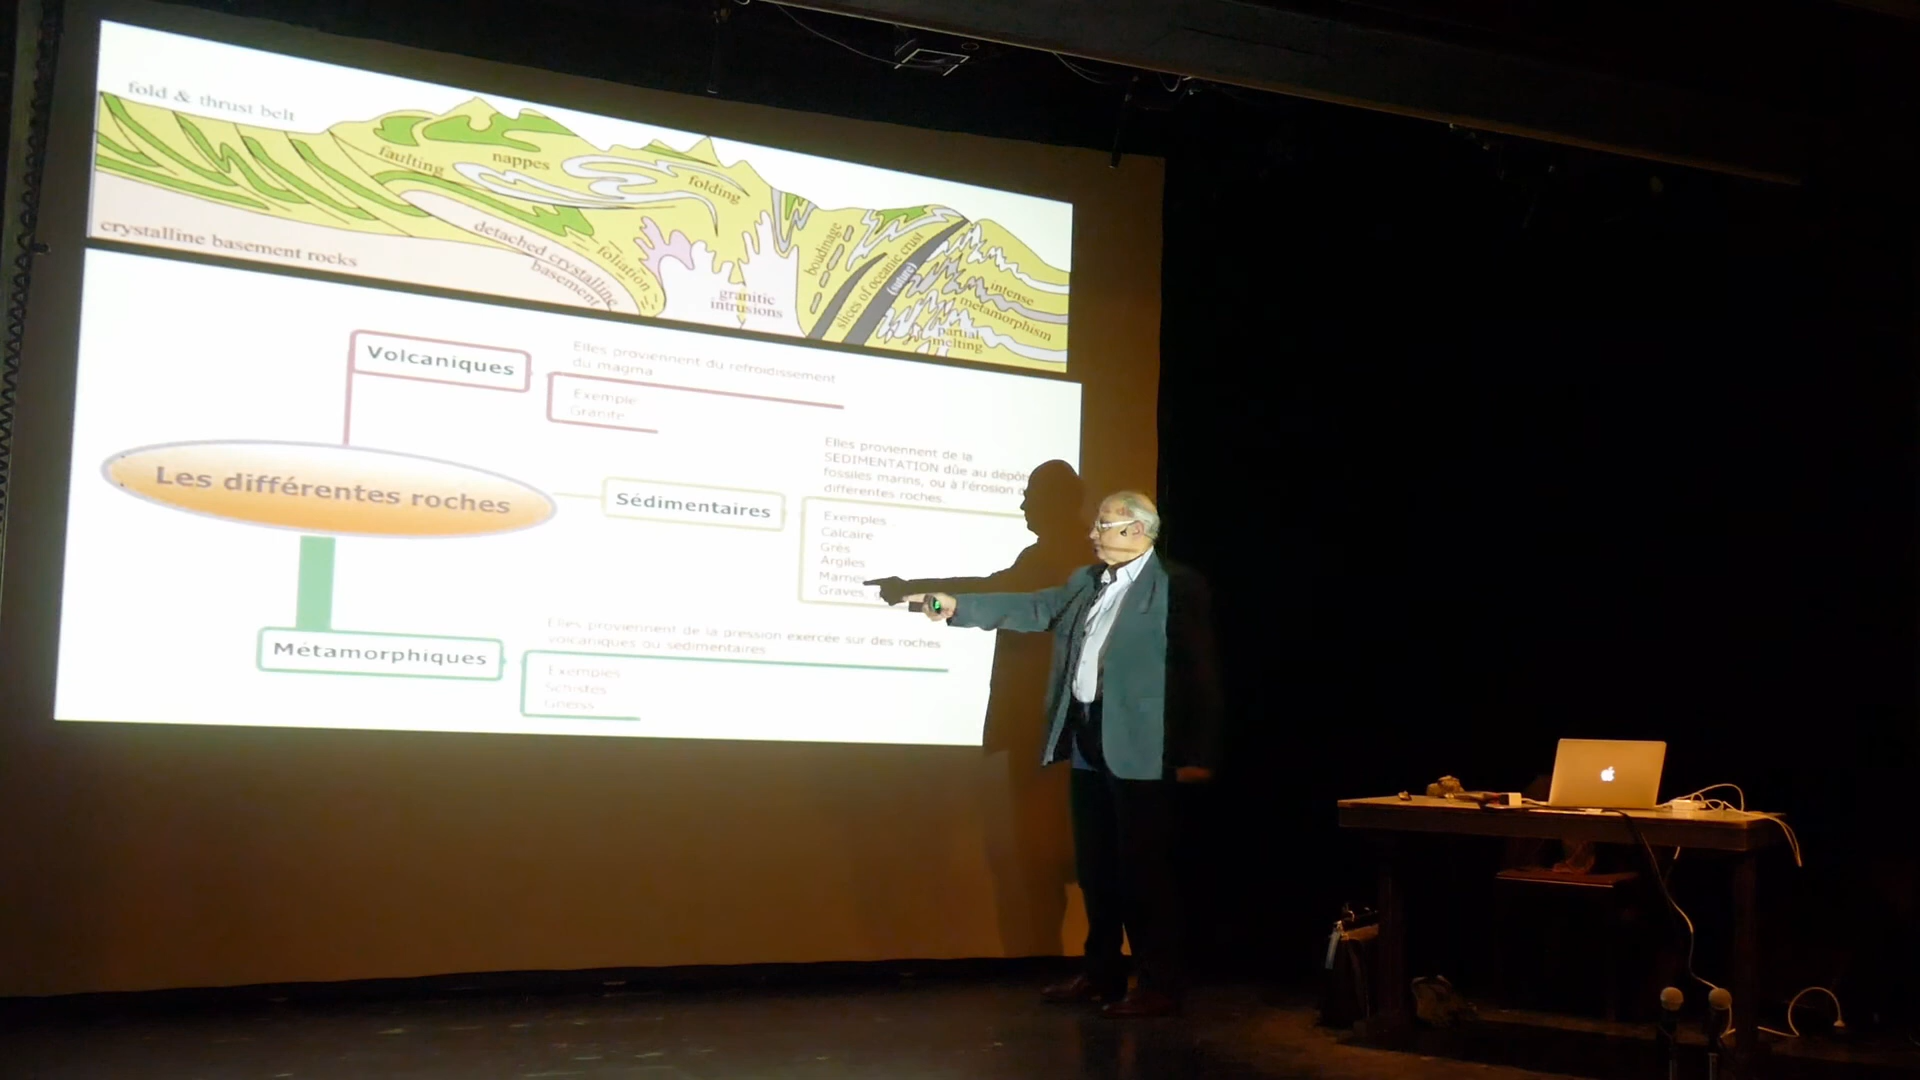 fold & thrust belt
faulting
nappes
folding
crystalline basement rocks
detached crystalline
basement
foliation
granitic
intrusions
boudinage
slices of oceanic crust
(suture)
intense
metamorphism
partial
melting
Volcaniques
Elles proviennent du refroidissement
du magma
Exemple
Granite
Les différentes roches
Sédimentaires
Elles proviennent de la
SEDIMENTATION dûe au dépôt
fossiles marins, ou à l'érosion
différentes roches
Exemples
Calcaire
Grés
Argiles
Marnes
Graves,
Métamorphiques
Elles proviennent de la pression exercée sur des roches
volcaniques ou sédimentaires
Exemples
Schistes
Gneiss